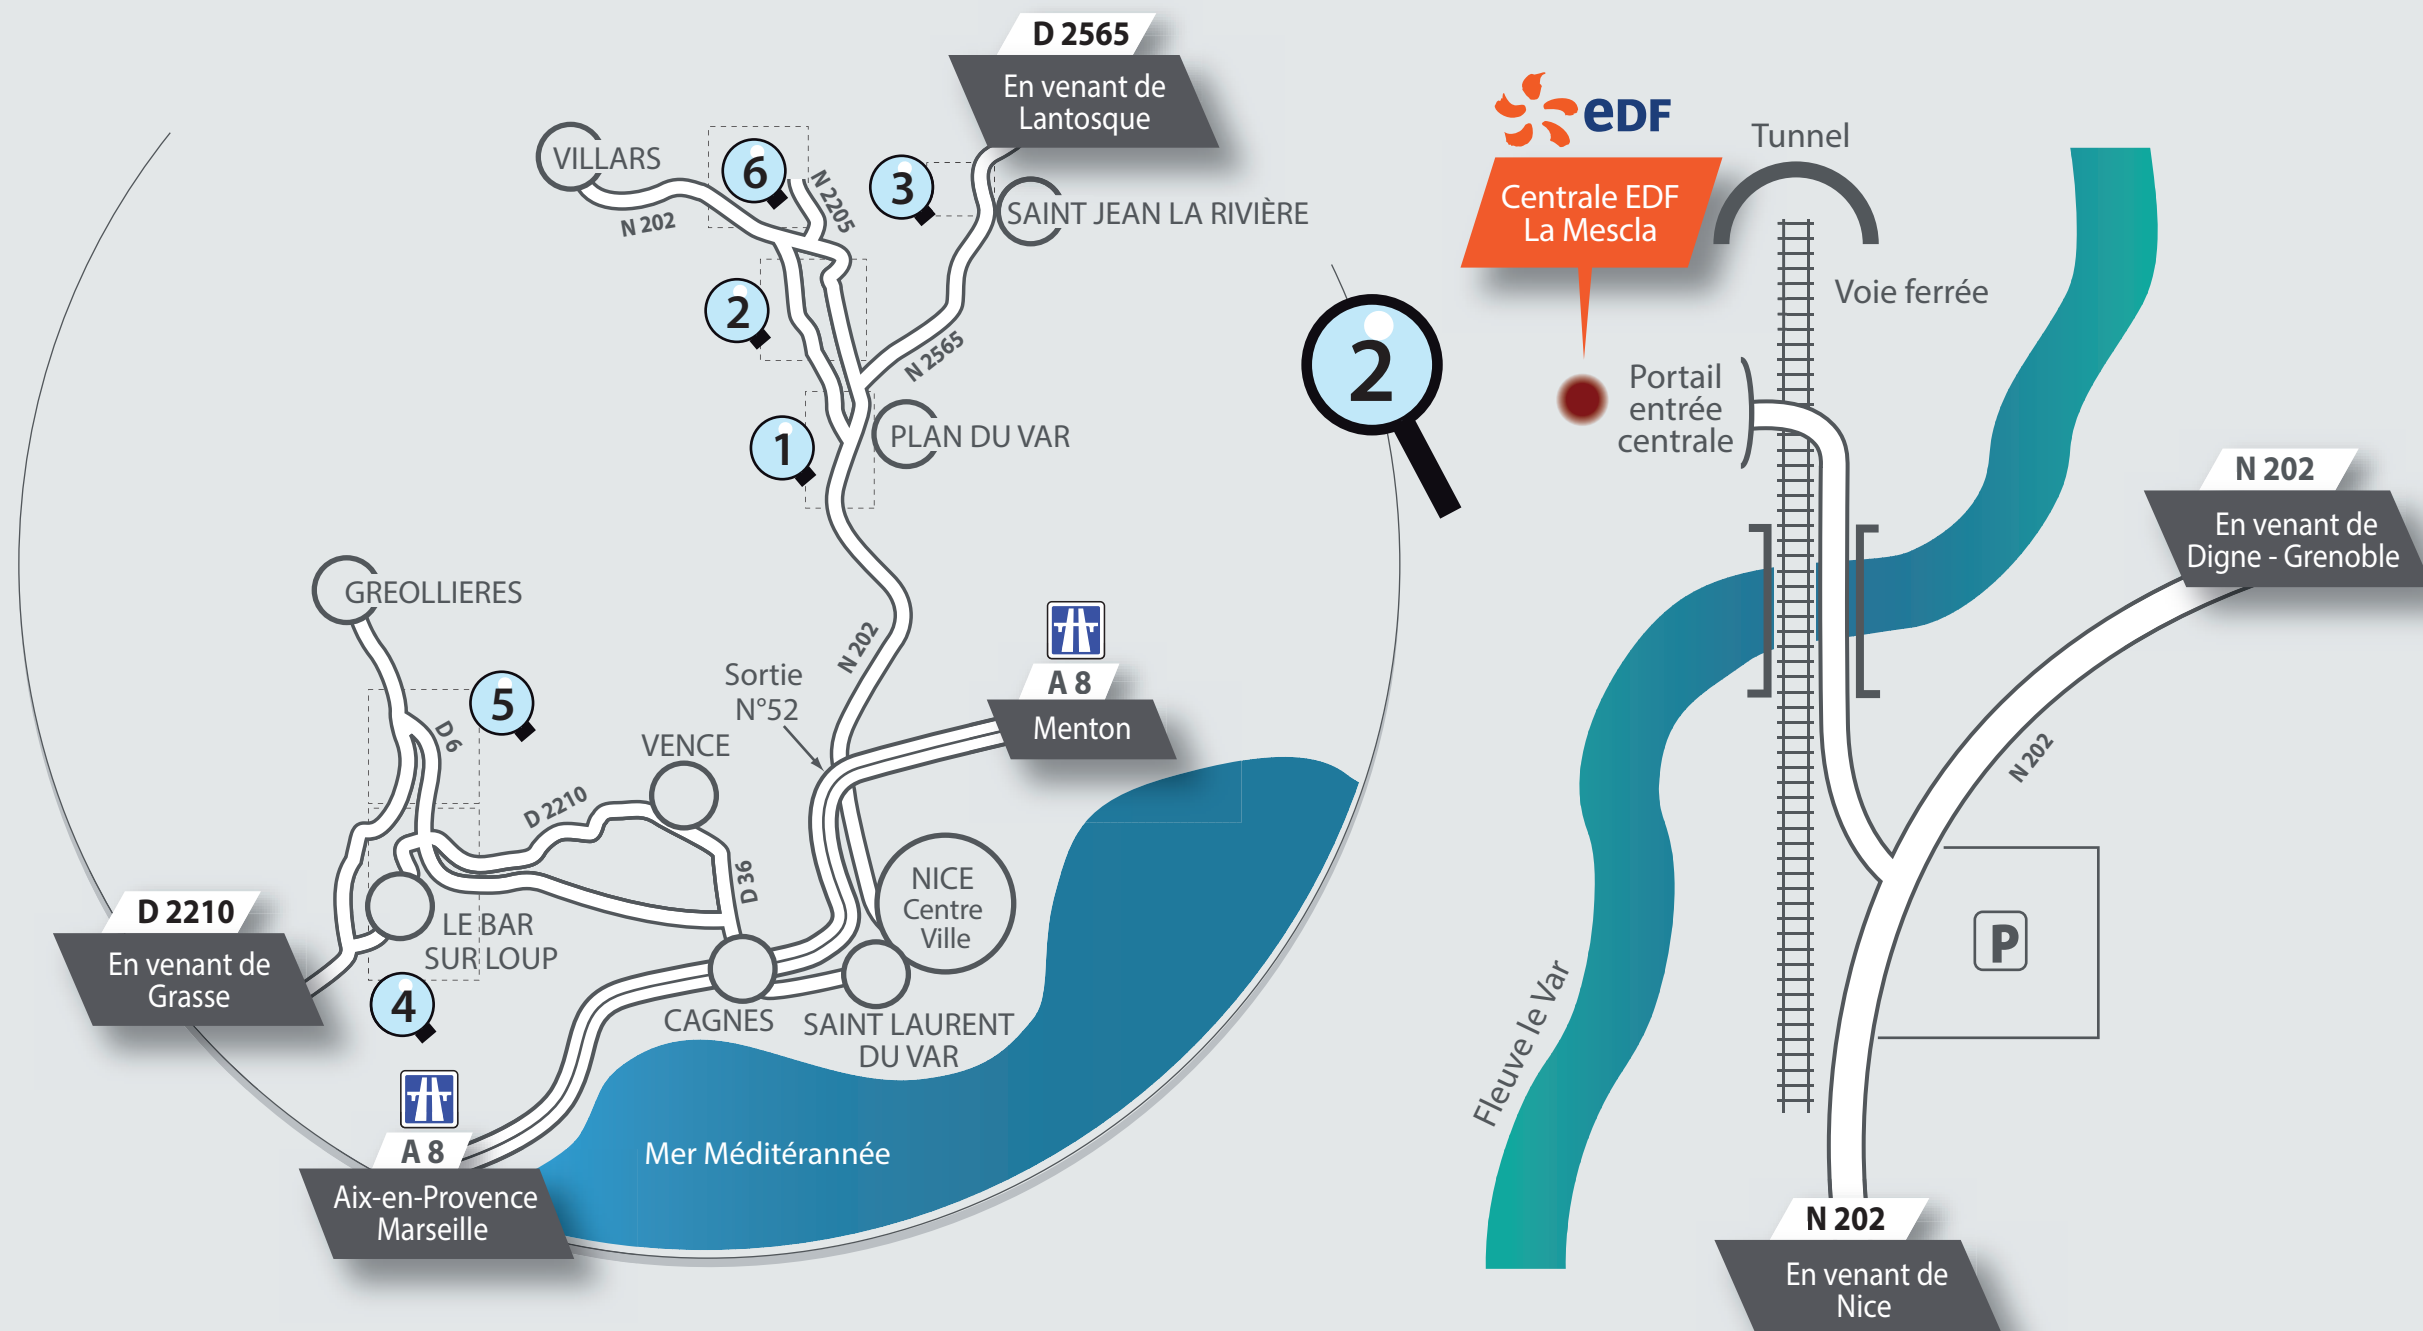 D 2565
En venant de
Lantosque
VILLARS
6
3
N 2205
N 202
SAINT JEAN LA RIVIÈRE
2
N 2565
1
PLAN DU VAR
GREOLLIERES
N 202
Sortie
N°52
A 8
Menton
5
D 6
VENCE
D 2210
D 36
NICE
Centre
Ville
D 2210
En venant de
Grasse
LE BAR
SUR LOUP
4
CAGNES
SAINT LAURENT
DU VAR
A 8
Aix-en-Provence
Marseille
Mer Méditérannée
2
eDF
Centrale EDF
La Mescla
Tunnel
Voie ferrée
Portail
entrée
centrale
N 202
En venant de
Digne - Grenoble
N 202
P
Fleuve le Var
N 202
En venant de
Nice